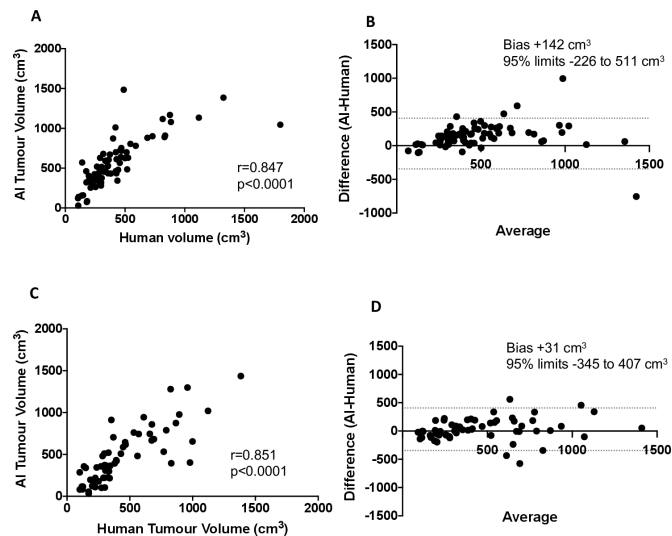 A
AI Tumour Volume (cm3)
2000
1500
1000
500
0
0 500 1000 1500 2000
Human volume (cm3)
r=0.847
p<0.0001
B
Difference (AI-Human)
1500
1000
500
0
-500
-1000
500 1000 1500
Bias +142 cm3
95% limits -226 to 511 cm3
Average
C
AI Tumour Volume (cm3)
2000
1500
1000
500
0
0 500 1000 1500 2000
Human Tumour Volume (cm3)
r=0.851
p<0.0001
D
Difference (AI-Human)
1500
1000
500
0
-500
-1000
-1500
500 1000 1500
Bias +31 cm3
95% limits -345 to 407 cm3
Average